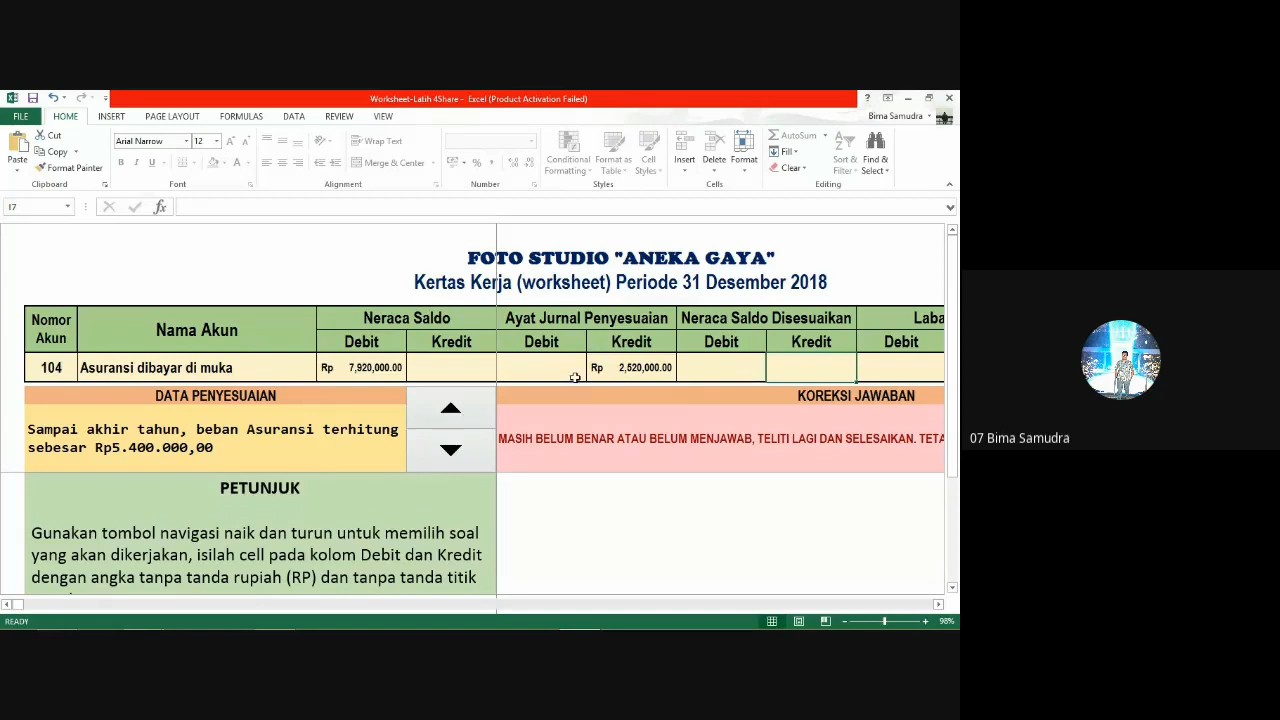 Worksheet-Latih 4Share - Excel (Product Activation Failed)
FILE HOME INSERT PAGE LAYOUT FORMULAS DATA REVIEW VIEW Bima Samudra
Paste
Cut
Copy
Format Painter
Clipboard
Arial Narrow 12
B I U
Font
Wrap Text
Merge & Center
Alignment
%
Number
Conditional Formatting
Format as Table
Cell Styles
Styles
Insert
Delete
Format
Cells
AutoSum
Fill
Clear
Sort & Filter
Find & Select
Editing
I7
fx
FOTO STUDIO "ANEKA GAYA"
Kertas Kerja (worksheet) Periode 31 Desember 2018
Nomor Akun
Nama Akun
Neraca Saldo
Ayat Jurnal Penyesuaian
Neraca Saldo Disesuaikan
Laba
Debit Kredit Debit Kredit Debit Kredit Debit
104 Asuransi dibayar di muka Rp 7,920,000.00 Rp 2,520,000.00
DATA PENYESUAIAN
KOREKSI JAWABAN
Sampai akhir tahun, beban Asuransi terhitung
sebesar Rp5.400.000,00
MASIH BELUM BENAR ATAU BELUM MENJAWAB, TELITI LAGI DAN SELESAIKAN. TETA
PETUNJUK
Gunakan tombol navigasi naik dan turun untuk memilih soal
yang akan dikerjakan, isilah cell pada kolom Debit dan Kredit
dengan angka tanpa tanda rupiah (RP) dan tanpa tanda titik
READY
98%
07 Bima Samudra